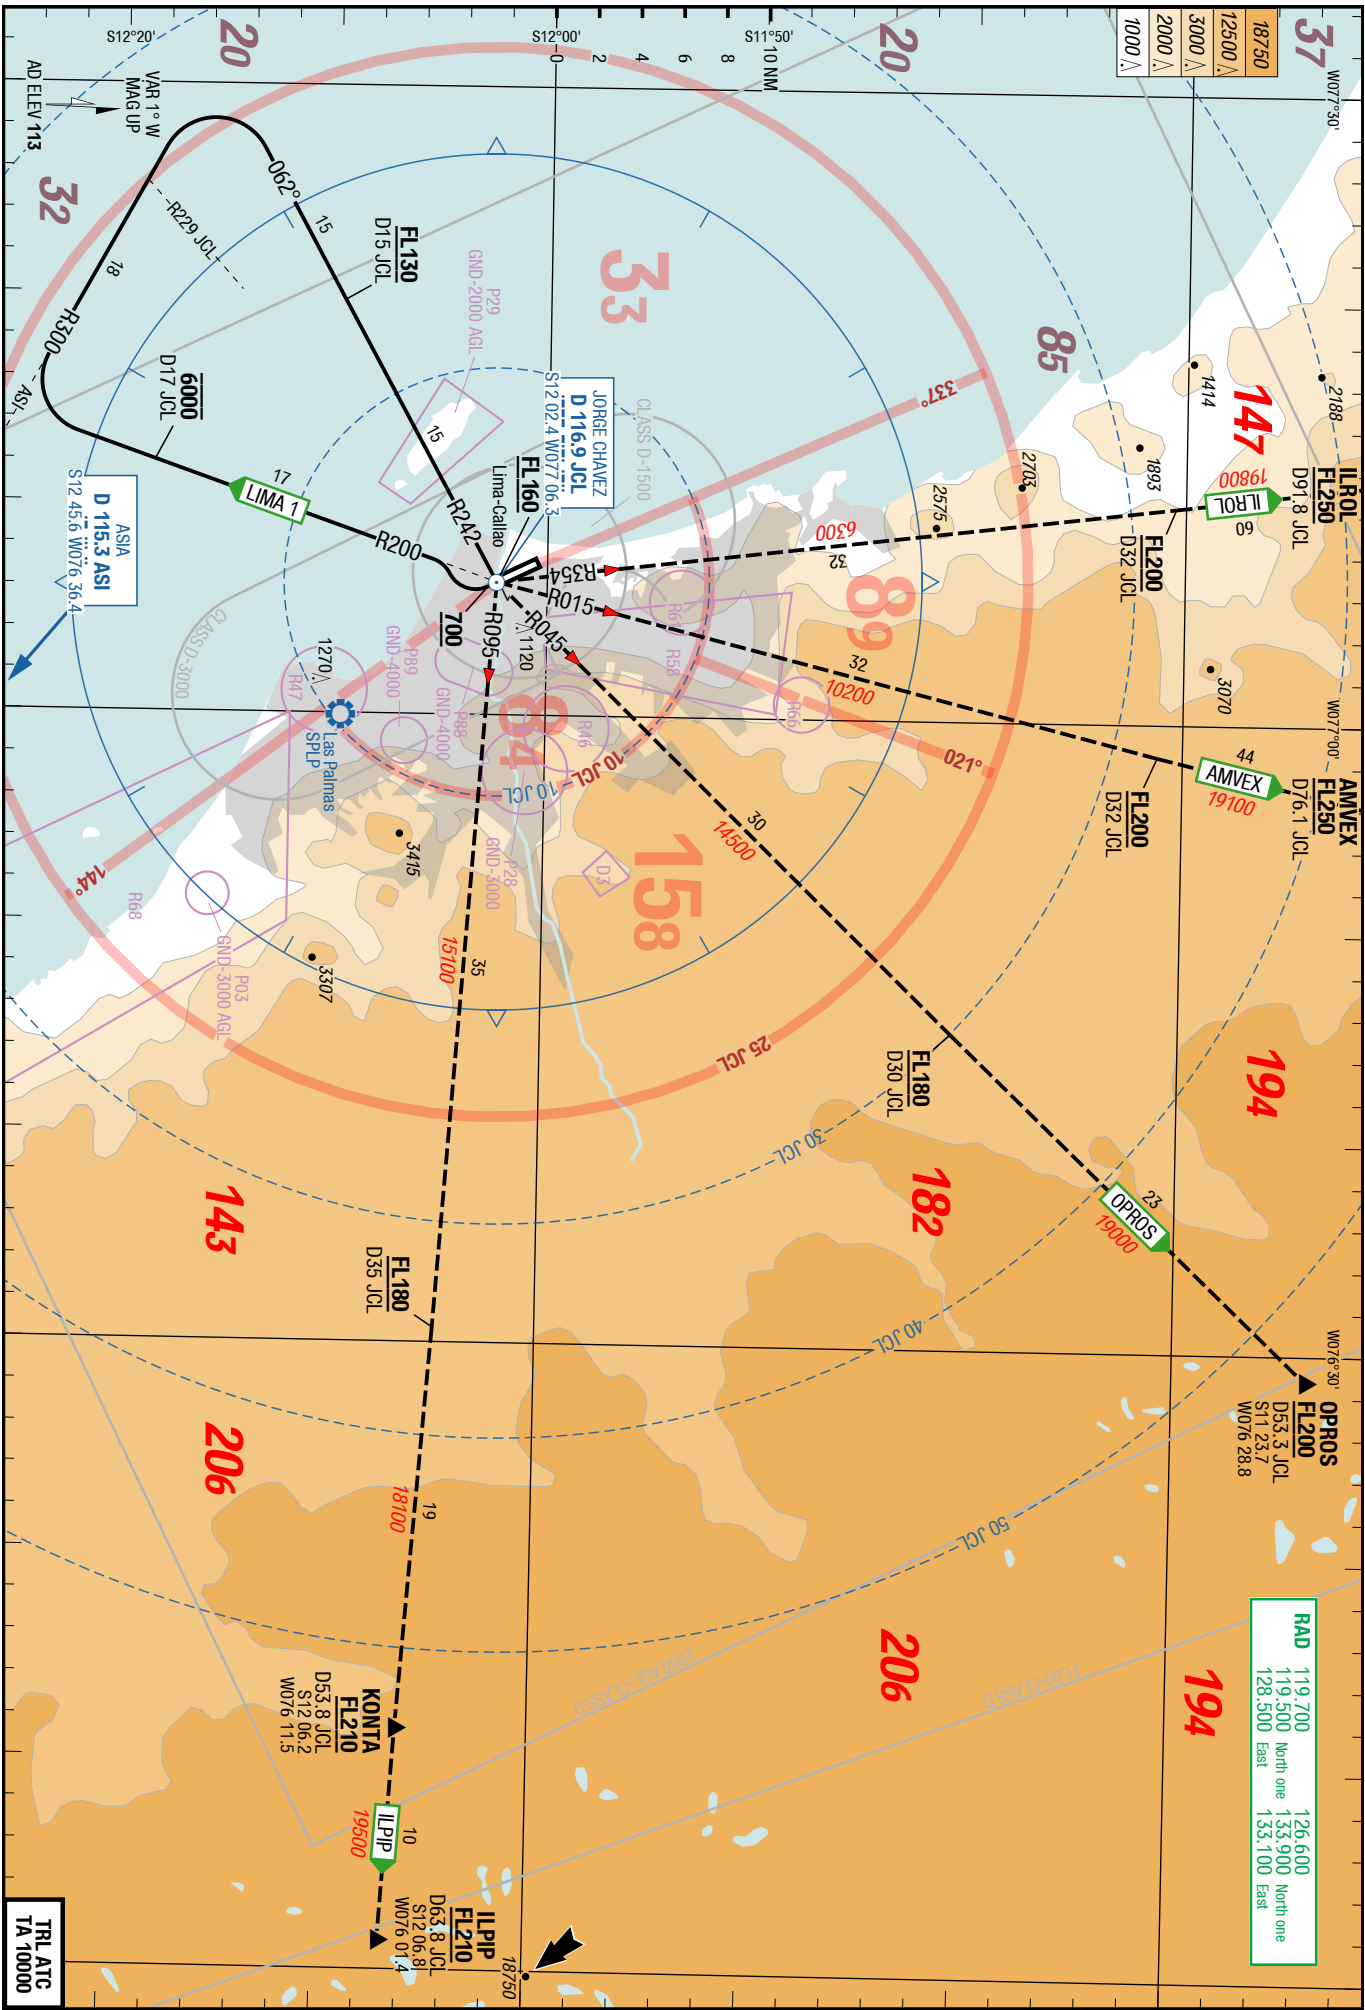 37
W077°30'
18750
12500 /\
3000 /\
2000 /\
1000 /\
20
S11°50'
10 NM
8
6
4
2
0
S12°00'
20
S12°20'
VAR 1° W
MAG UP
AD ELEV 113
32
33
85
2188
1414
147
1893
2703
2575
ILROL
FL250
D91.8 JCL
19800
ILROL
60
FL200
D32 JCL
6300
32
R354
337°
89
3070
W077°00'
AMVEX
FL250
D76.1 JCL
44
AMVEX
19100
FL200
D32 JCL
32
10200
R015
021°
R61
R58
R66
CLASS D-1500
JORGE CHAVEZ
D 116.9 JCL
S12 02.4 W077 06.3
FL160
Lima-Callao
P29
GND-2000 AGL
FL130
D15 JCL
062°
15
15
R242
R229 JCL
18
R300
ASI
6000
D17 JCL
17
LIMA 1
R200
700
ASIA
D 115.3 ASI
S12 45.6 W076 36.4
CLASS D-3000
1120
R045
R095
1270 /\
R47
P89
GND-4000
P88
GND-4000
84
R46
Las Palmas
SPLP
10 JCL
10 JCL
144°
R68
3415
3307
P03
GND-3000 AGL
P28
GND-3000
D3
158
30
14500
35
15100
25 JCL
FL180
D30 JCL
30 JCL
194
182
143
23
OPROS
19000
FL180
D35 JCL
40 JCL
W076°30'
OPROS
FL200
D53.3 JCL
S11 23.7
W076 28.8
206
19
18100
50 JCL
206
194
RAD
119.700 126.600
119.500 North one 133.900 North one
128.500 East 133.100 East
2000 AGL-CLASS D
FL80-CLASS D
KONTA
FL210
D53.8 JCL
S12 06.2
W076 11.5
10
ILPIP
19500
ILPIP
FL210
D63.8 JCL
S12 06.8
W076 01.4
18750
TRL ATC
TA 10000